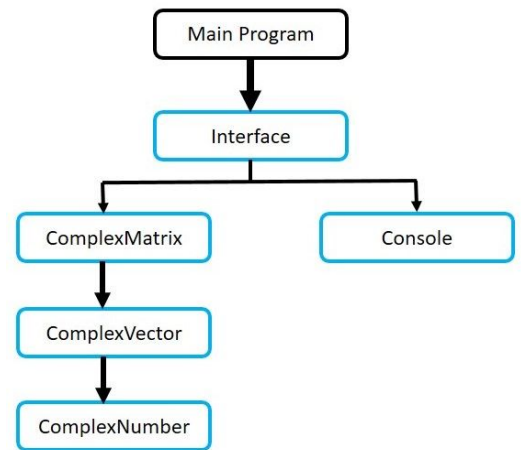 Main Program
Interface
ComplexMatrix
Console
ComplexVector
ComplexNumber